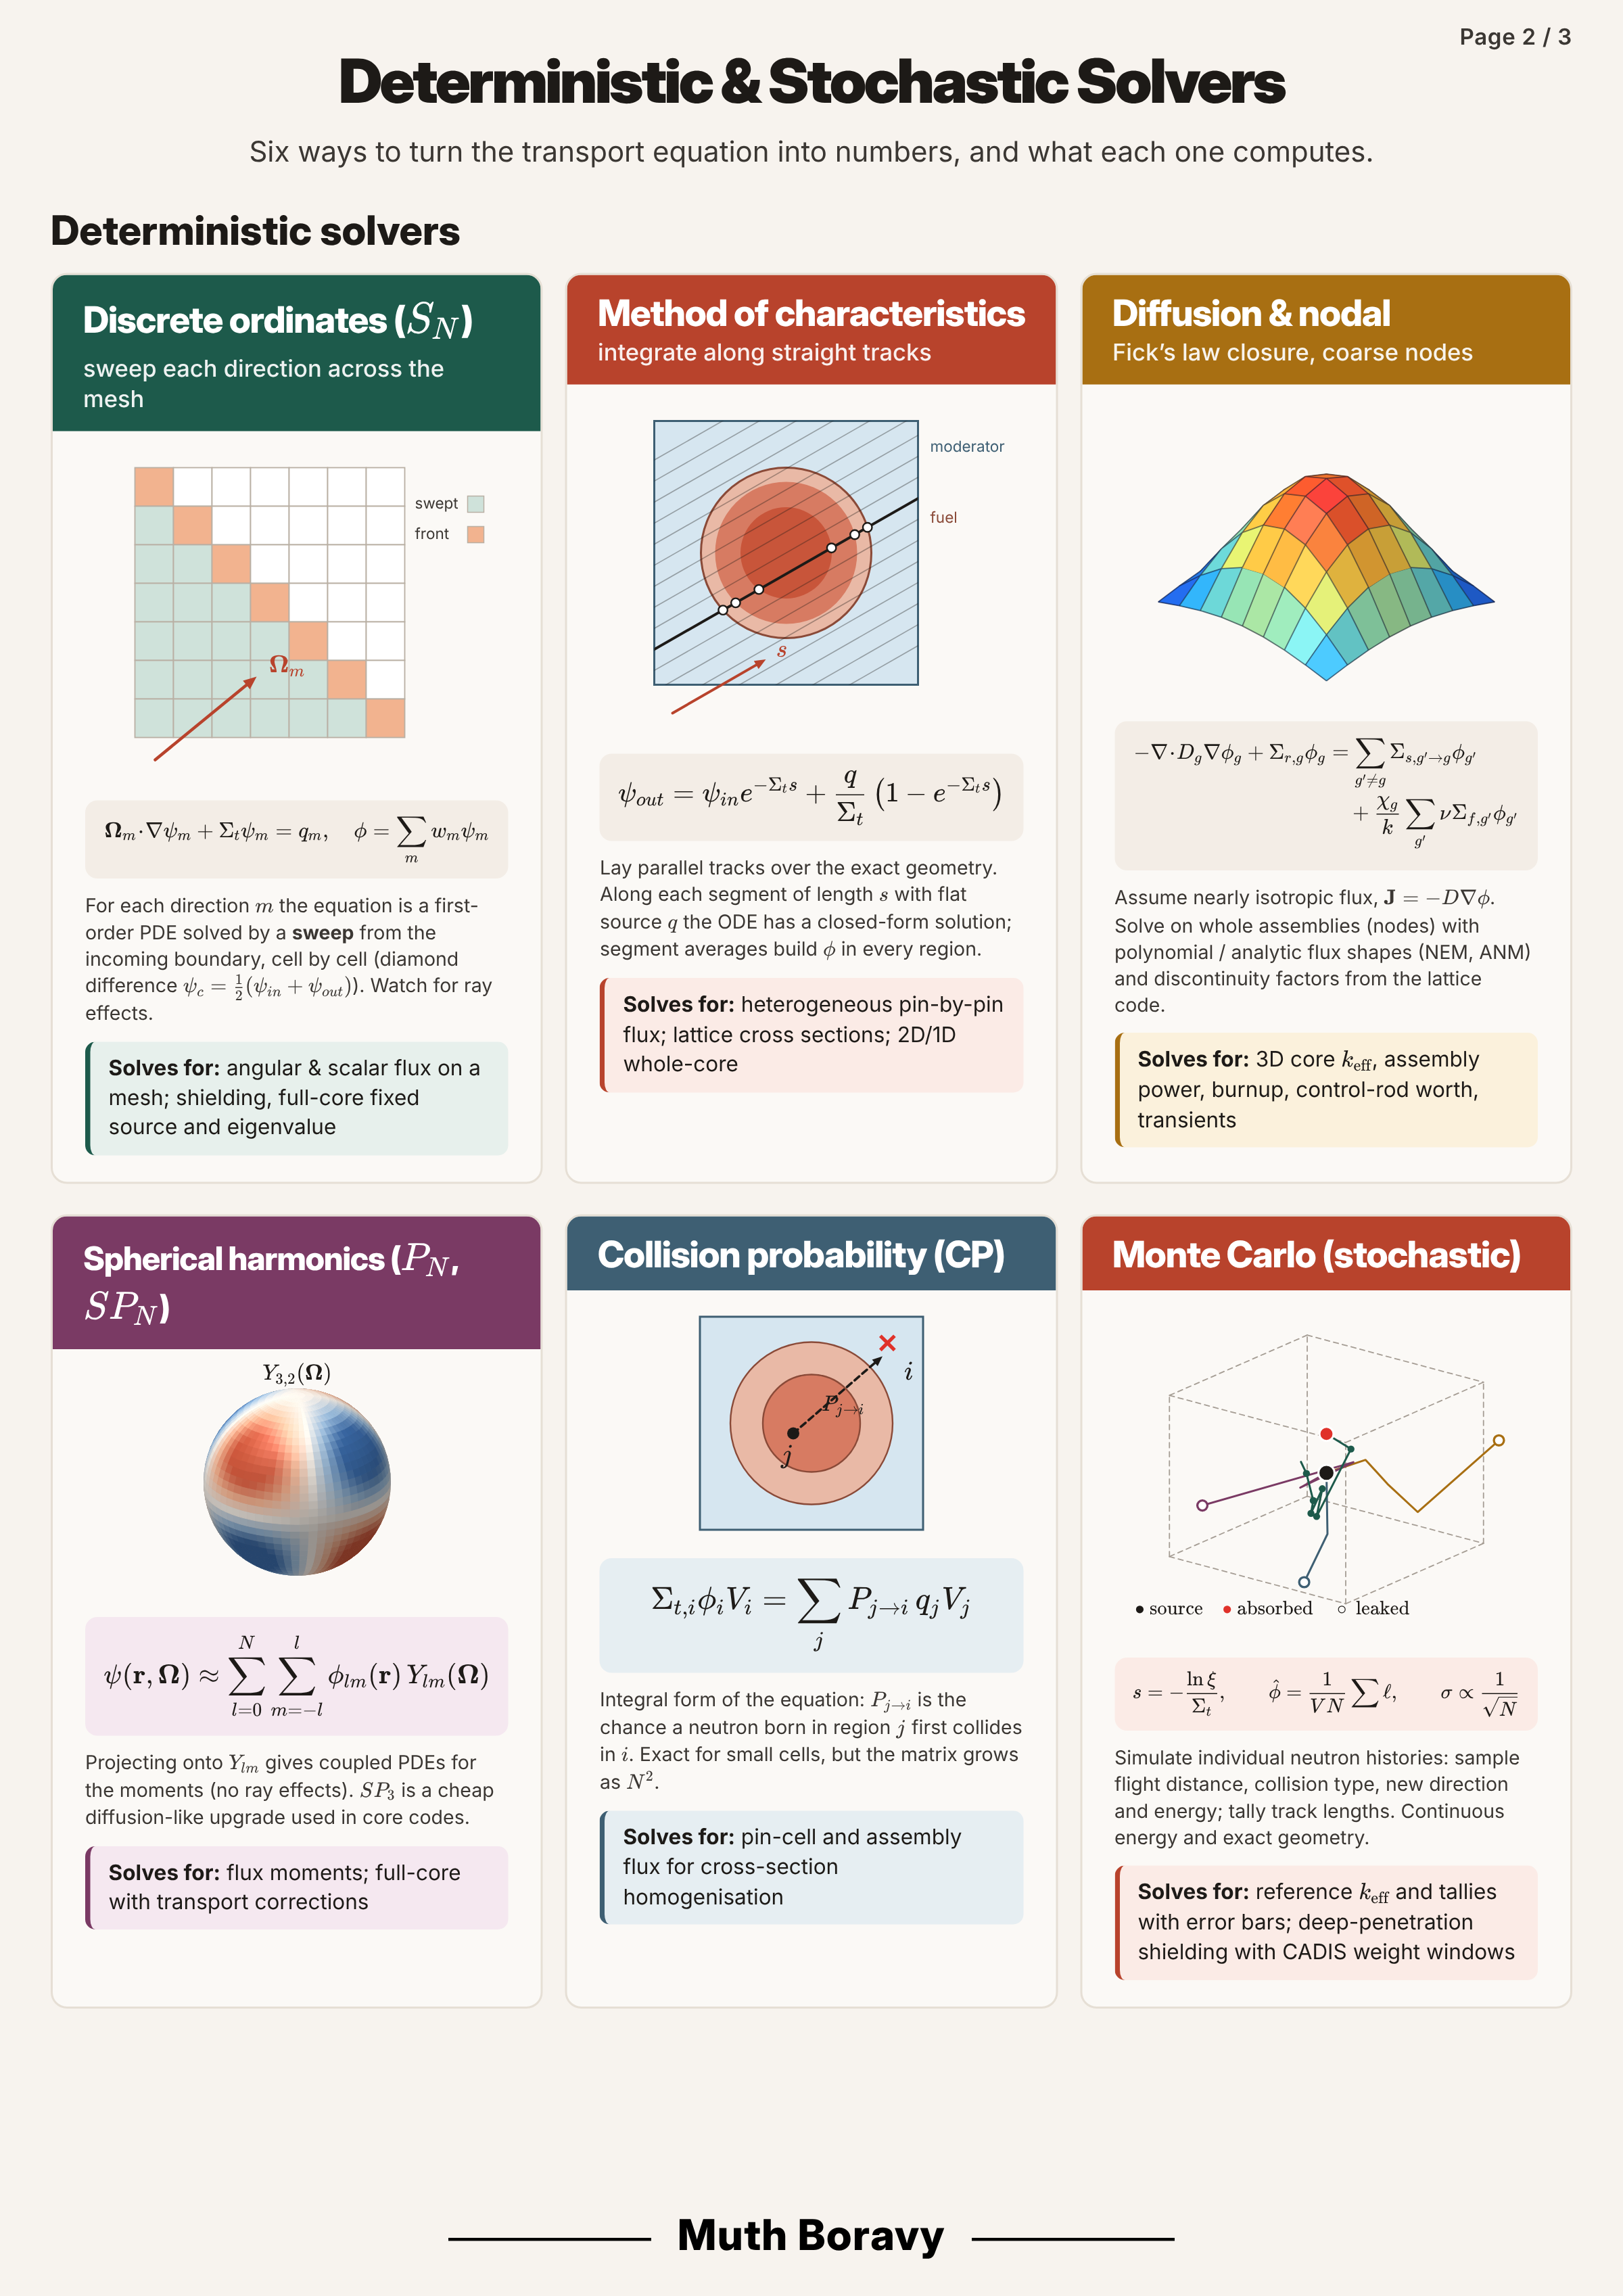 Page 2 / 3
Deterministic & Stochastic Solvers
Six ways to turn the transport equation into numbers, and what each one computes.
Deterministic solvers
Discrete ordinates (S_N)
sweep each direction across the
mesh
swept
front
Ω_m
Ω_m·∇ψ_m + Σ_tψ_m = q_m, ϕ = ∑_m w_mψ_m
For each direction m the equation is a first-
order PDE solved by a sweep from the
incoming boundary, cell by cell (diamond
difference ψ_c = ½(ψ_in + ψ_out)). Watch for ray
effects.
Solves for: angular & scalar flux on a
mesh; shielding, full-core fixed
source and eigenvalue
Method of characteristics
integrate along straight tracks
moderator
fuel
s
ψ_out = ψ_in e^{−Σ_t s} + q/Σ_t (1 − e^{−Σ_t s})
Lay parallel tracks over the exact geometry.
Along each segment of length s with flat
source q the ODE has a closed-form solution;
segment averages build ϕ in every region.
Solves for: heterogeneous pin-by-pin
flux; lattice cross sections; 2D/1D
whole-core
Diffusion & nodal
Fick’s law closure, coarse nodes
−∇·D_g∇ϕ_g + Σ_{r,g}ϕ_g = ∑_{g′≠g} Σ_{s,g′→g}ϕ_{g′}
+ χ_g/k ∑_{g′} νΣ_{f,g′}ϕ_{g′}
Assume nearly isotropic flux, J = −D∇ϕ.
Solve on whole assemblies (nodes) with
polynomial / analytic flux shapes (NEM, ANM)
and discontinuity factors from the lattice
code.
Solves for: 3D core k_eff, assembly
power, burnup, control-rod worth,
transients
Spherical harmonics (P_N,
SP_N)
Y_{3,2}(Ω)
ψ(r, Ω) ≈ ∑_{l=0}^{N} ∑_{m=−l}^{l} ϕ_{lm}(r) Y_{lm}(Ω)
Projecting onto Y_{lm} gives coupled PDEs for
the moments (no ray effects). SP_3 is a cheap
diffusion-like upgrade used in core codes.
Solves for: flux moments; full-core
with transport corrections
Collision probability (CP)
i
P_{j→i}
j
Σ_{t,i}ϕ_iV_i = ∑_j P_{j→i} q_jV_j
Integral form of the equation: P_{j→i} is the
chance a neutron born in region j first collides
in i. Exact for small cells, but the matrix grows
as N².
Solves for: pin-cell and assembly
flux for cross-section
homogenisation
Monte Carlo (stochastic)
source absorbed leaked
s = −ln ξ/Σ_t, ϕ̂ = 1/(VN) ∑ ℓ, σ ∝ 1/√N
Simulate individual neutron histories: sample
flight distance, collision type, new direction
and energy; tally track lengths. Continuous
energy and exact geometry.
Solves for: reference k_eff and tallies
with error bars; deep-penetration
shielding with CADIS weight windows
Muth Boravy